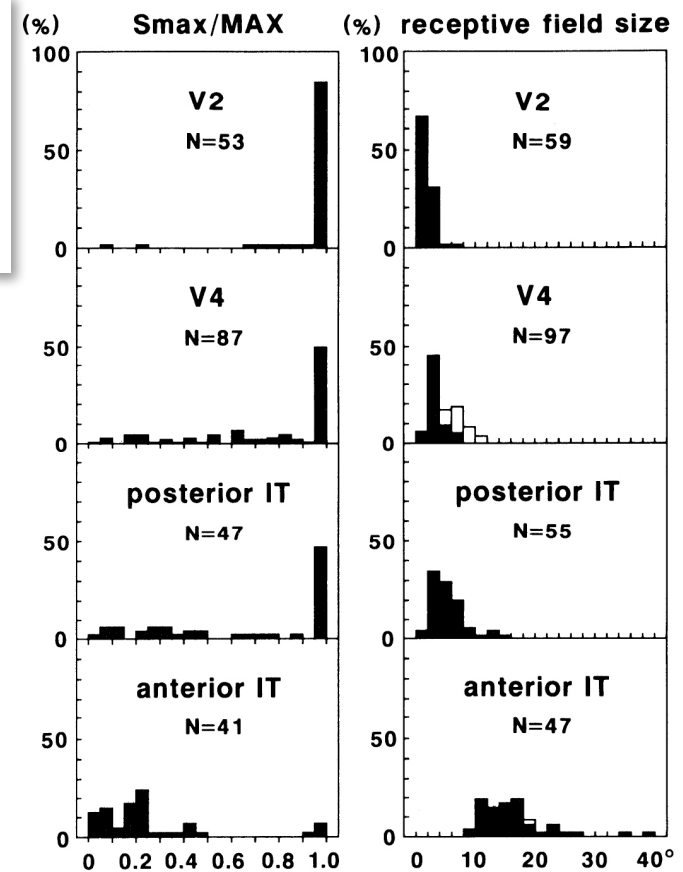 (%) Smax/MAX (%) receptive field size
100 100
V2 V2
N=53 N=59
50 50
0 0
V4 V4
N=87 N=97
50 50
0 0
posterior IT posterior IT
N=47 N=55
50 50
0 0
anterior IT anterior IT
N=41 N=47
50 50
0 0
0 0.2 0.4 0.6 0.8 1.0 0 10 20 30 40°